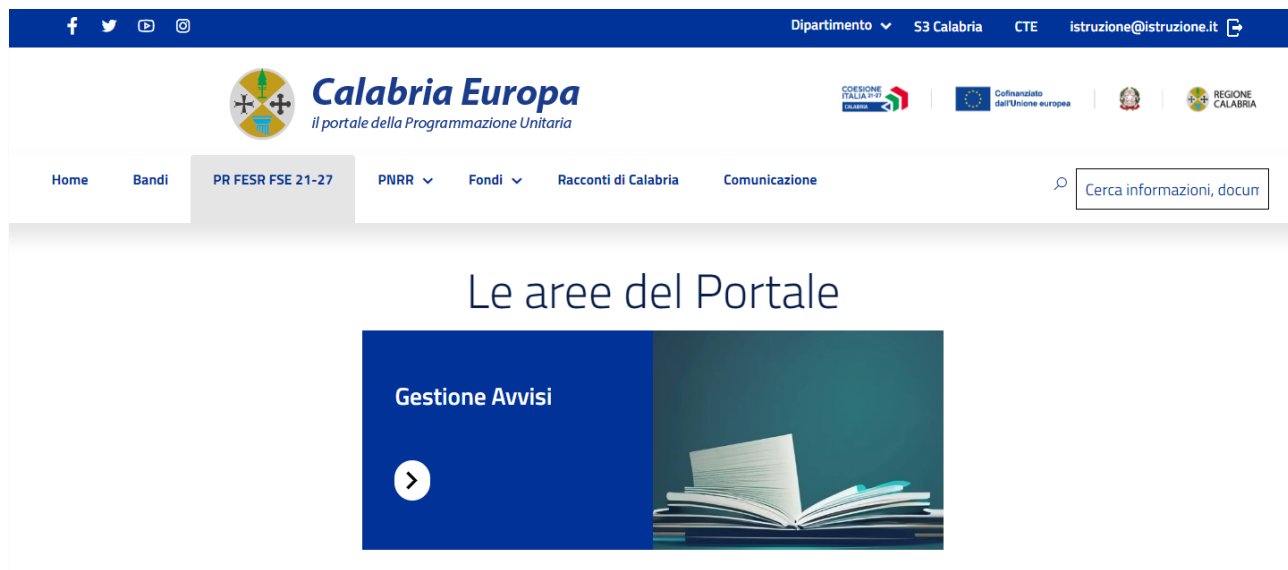 Dipartimento S3 Calabria CTE istruzione@istruzione.it
Calabria Europa
il portale della Programmazione Unitaria
COESIONE
ITALIA 21-27
CALABRIA
Cofinanziato
dall'Unione europea
REGIONE
CALABRIA
Home Bandi PR FESR FSE 21-27 PNRR Fondi Racconti di Calabria Comunicazione
Cerca informazioni, docum
Le aree del Portale
Gestione Avvisi